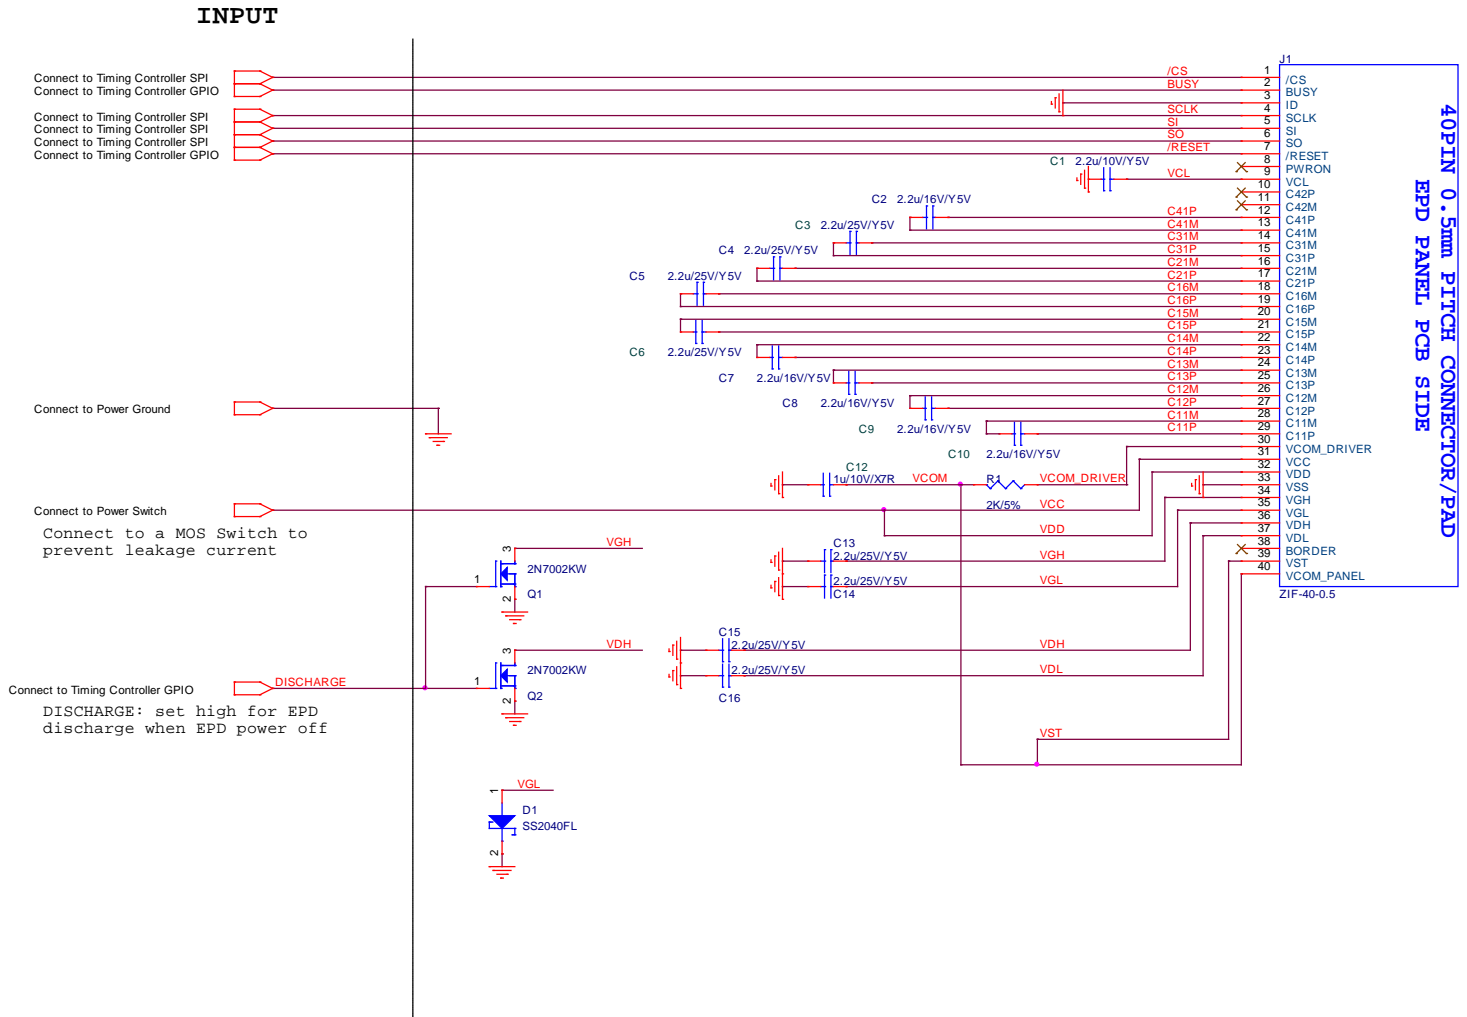 INPUT
Connect to Timing Controller SPI
Connect to Timing Controller GPIO
Connect to Timing Controller SPI
Connect to Timing Controller SPI
Connect to Timing Controller SPI
Connect to Timing Controller GPIO
Connect to Power Ground
Connect to Power Switch
Connect to a MOS Switch to
prevent leakage current
Connect to Timing Controller GPIO
DISCHARGE
DISCHARGE: set high for EPD
discharge when EPD power off
VGH
3
2N7002KW
1
2
Q1
VDH
3
2N7002KW
1
2
Q2
VGL
1
D1
SS2040FL
2
/CS
BUSY
SCLK
SI
SO
/RESET
C1 2.2u/10V/Y5V
VCL
C2 2.2u/16V/Y5V
C41P
C3 2.2u/25V/Y5V
C41M
C31M
C4 2.2u/25V/Y5V
C31P
C21M
C5 2.2u/25V/Y5V
C21P
C16M
C16P
C15M
C15P
C6 2.2u/25V/Y5V
C14M
C14P
C7 2.2u/16V/Y5V
C13M
C13P
C8 2.2u/16V/Y5V
C12M
C12P
C9 2.2u/16V/Y5V
C11M
C11P
C10 2.2u/16V/Y5V
C12
1u/10V/X7R
VCOM
R1
2K/5%
VCOM_DRIVER
VCC
VDD
C13
2.2u/25V/Y5V
VGH
2.2u/25V/Y5V
C14
VGL
C15
2.2u/25V/Y5V
VDH
2.2u/25V/Y5V
C16
VDL
VST
J1
1 /CS
2 BUSY
3 ID
4 SCLK
5 SI
6 SO
7 /RESET
8 PWRON
9 VCL
10 C42P
11 C42M
12 C41P
13 C41M
14 C31M
15 C31P
16 C21M
17 C21P
18 C16M
19 C16P
20 C15M
21 C15P
22 C14M
23 C14P
24 C13M
25 C13P
26 C12M
27 C12P
28 C11M
29 C11P
30 VCOM_DRIVER
31 VCC
32 VDD
33 VSS
34 VGH
35 VGL
36 VDH
37 VDL
38 BORDER
39 VST
40 VCOM_PANEL
ZIF-40-0.5
40PIN 0.5mm PITCH CONNECTOR/PAD
EPD PANEL PCB SIDE